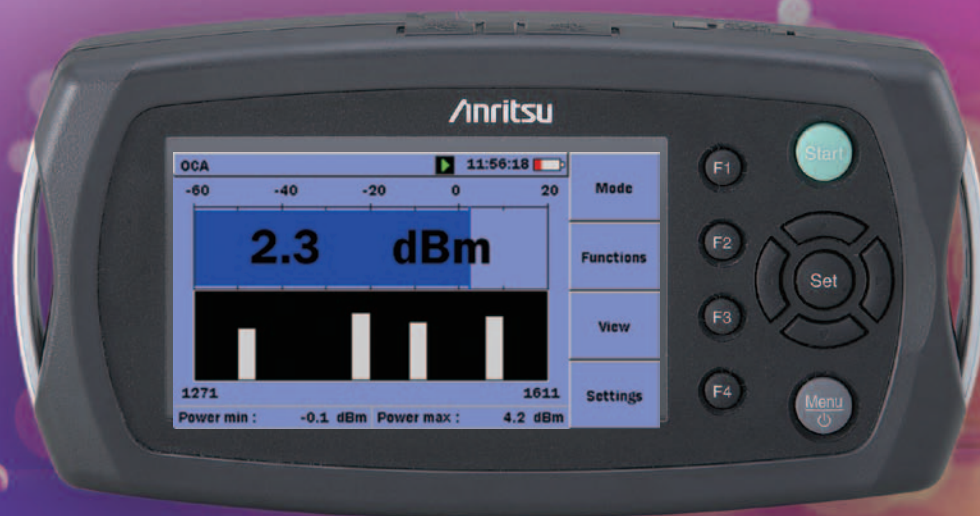 Anritsu
OCA 11:56:18
-60 -40 -20 0 20
2.3 dBm
1271 1611
Power min : -0.1 dBm Power max : 4.2 dBm
Mode
Functions
View
Settings
F1
F2
F3
F4
Start
Set
Menu